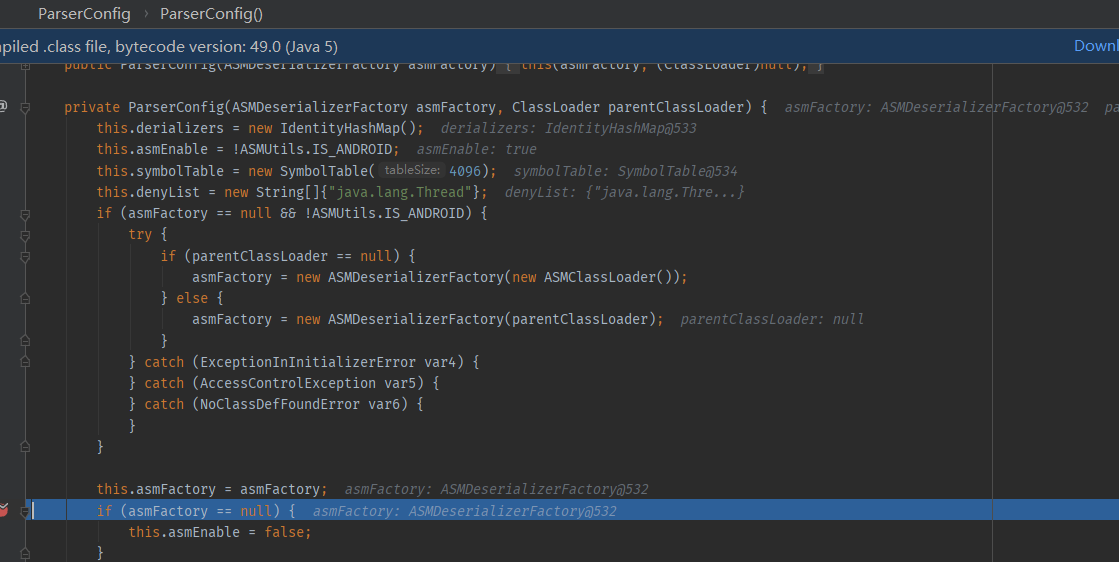 ParserConfig › ParserConfig()
piled .class file, bytecode version: 49.0 (Java 5) Downl
public ParserConfig(ASMDeserializerFactory asmFactory) { this(asmFactory, (ClassLoader)null); }
private ParserConfig(ASMDeserializerFactory asmFactory, ClassLoader parentClassLoader) { asmFactory: ASMDeserializerFactory@532 pa
this.derializers = new IdentityHashMap(); derializers: IdentityHashMap@533
this.asmEnable = !ASMUtils.IS_ANDROID; asmEnable: true
this.symbolTable = new SymbolTable( tableSize: 4096); symbolTable: SymbolTable@534
this.denyList = new String[]{"java.lang.Thread"}; denyList: {"java.lang.Thre...}
if (asmFactory == null && !ASMUtils.IS_ANDROID) {
try {
if (parentClassLoader == null) {
asmFactory = new ASMDeserializerFactory(new ASMClassLoader());
} else {
asmFactory = new ASMDeserializerFactory(parentClassLoader); parentClassLoader: null
}
} catch (ExceptionInInitializerError var4) {
} catch (AccessControlException var5) {
} catch (NoClassDefFoundError var6) {
}
}
this.asmFactory = asmFactory; asmFactory: ASMDeserializerFactory@532
if (asmFactory == null) { asmFactory: ASMDeserializerFactory@532
this.asmEnable = false;
}